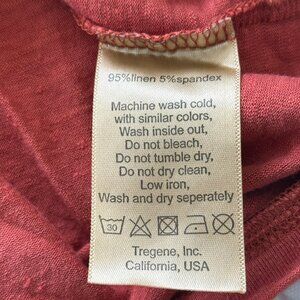 95%linen 5%spandex
Machine wash cold,
with similar colors,
Wash inside out,
Do not bleach,
Do not tumble dry,
Do not dry clean,
Low iron,
Wash and dry seperately
30
Tregene, Inc.
California, USA